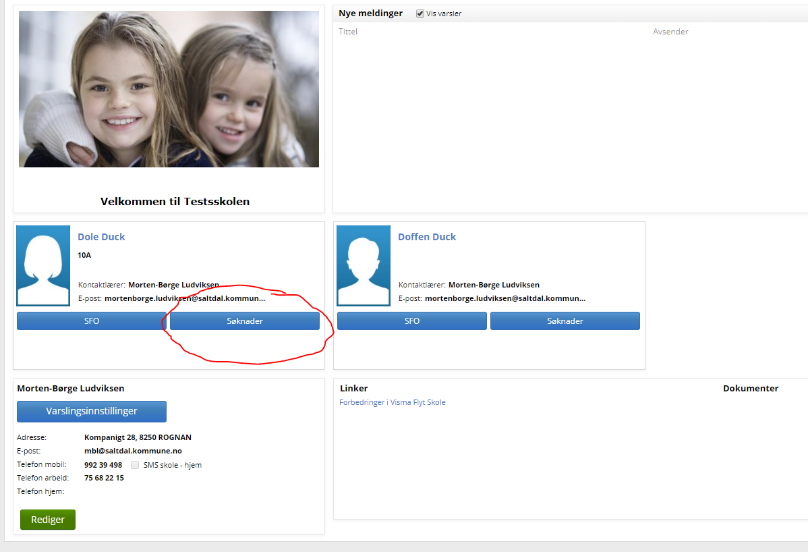 Nye meldinger Vis varsler
Tittel Avsender
Velkommen til Testsskolen
Dole Duck
10A
Kontaktlærer: Morten-Børge Ludviksen
E-post: mortenborge.ludviksen@saltdal.kommun...
SFO Søknader
Doffen Duck
Kontaktlærer: Morten-Børge Ludviksen
E-post: mortenborge.ludviksen@saltdal.kommun...
SFO Søknader
Morten-Børge Ludviksen
Varslingsinnstillinger
Adresse: Kompanigt 28, 8250 ROGNAN
E-post: mbl@saltdal.kommune.no
Telefon mobil: 992 39 498 SMS skole - hjem
Telefon arbeid: 75 68 22 15
Telefon hjem:
Rediger
Linker Dokumenter
Forbedringer i Visma Flyt Skole